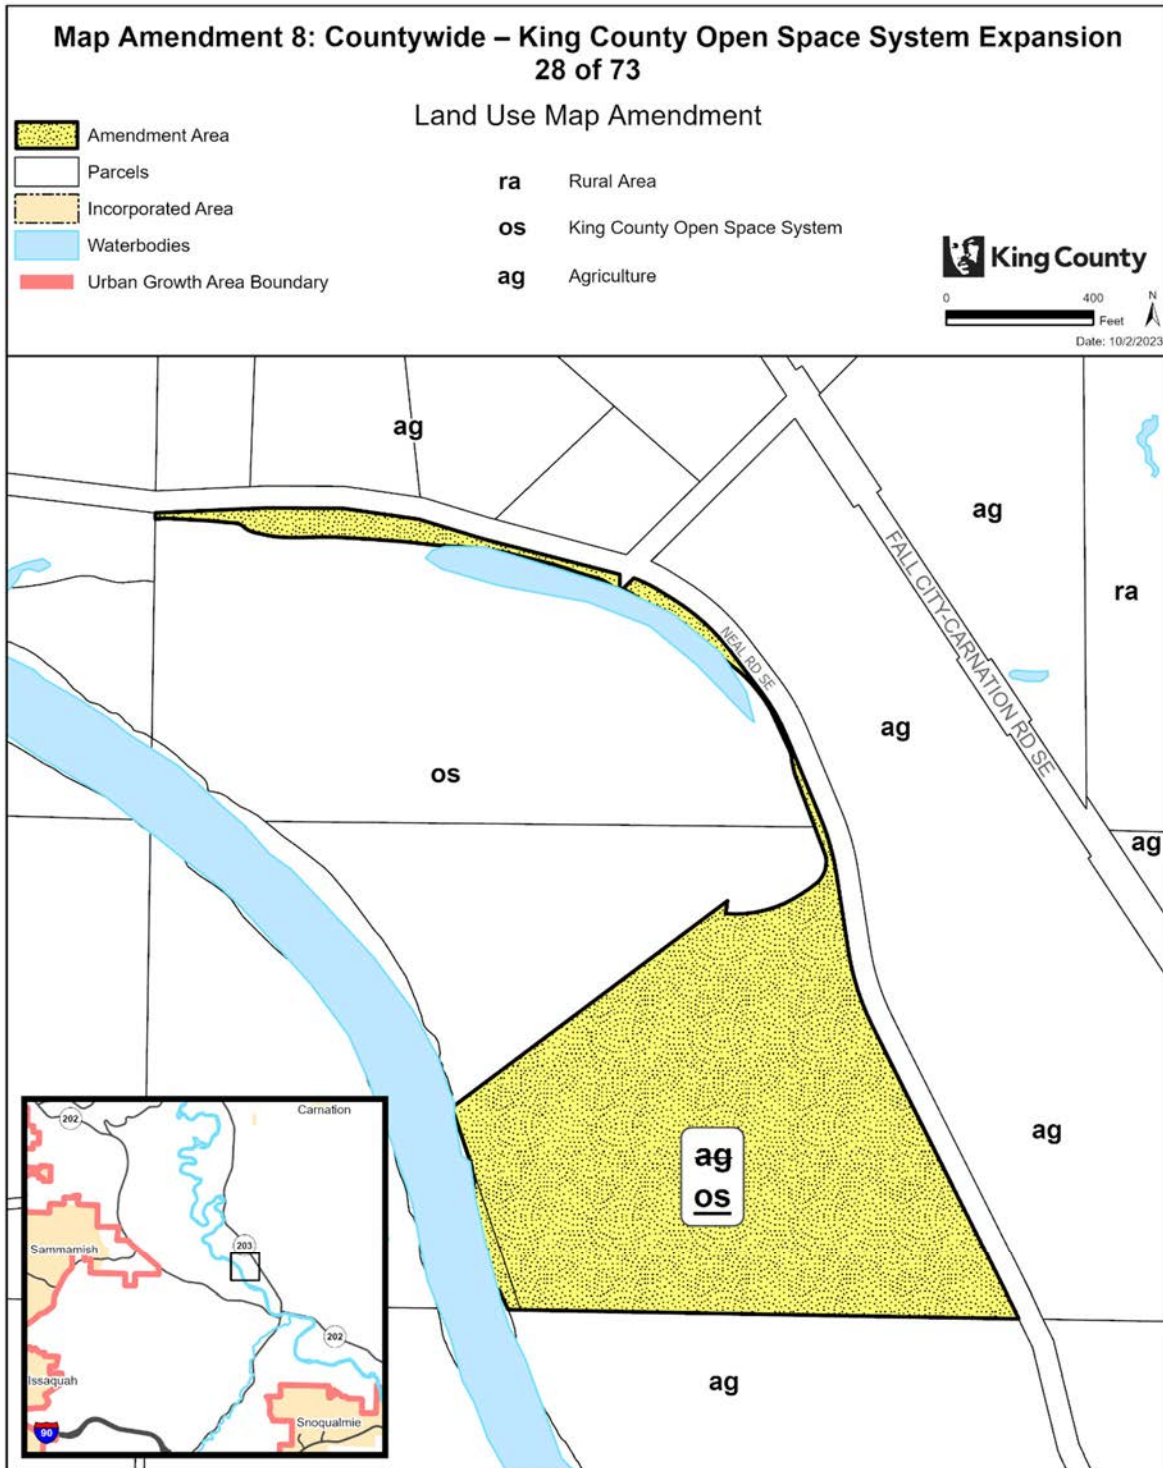 Map Amendment 8: Countywide – King County Open Space System Expansion
28 of 73
Land Use Map Amendment
Amendment Area
Parcels
Incorporated Area
Waterbodies
Urban Growth Area Boundary
ra Rural Area
os King County Open Space System
ag Agriculture
King County
0 400
Feet
N
Date: 10/2/2023
ag
ag
FALL CITY-CARNATION RD SE
ra
NEAL RD SE
ag
os
ag
ag
ag
os
ag
202
Carnation
Sammamish
203
202
Issaquah
Snoqualmie
90